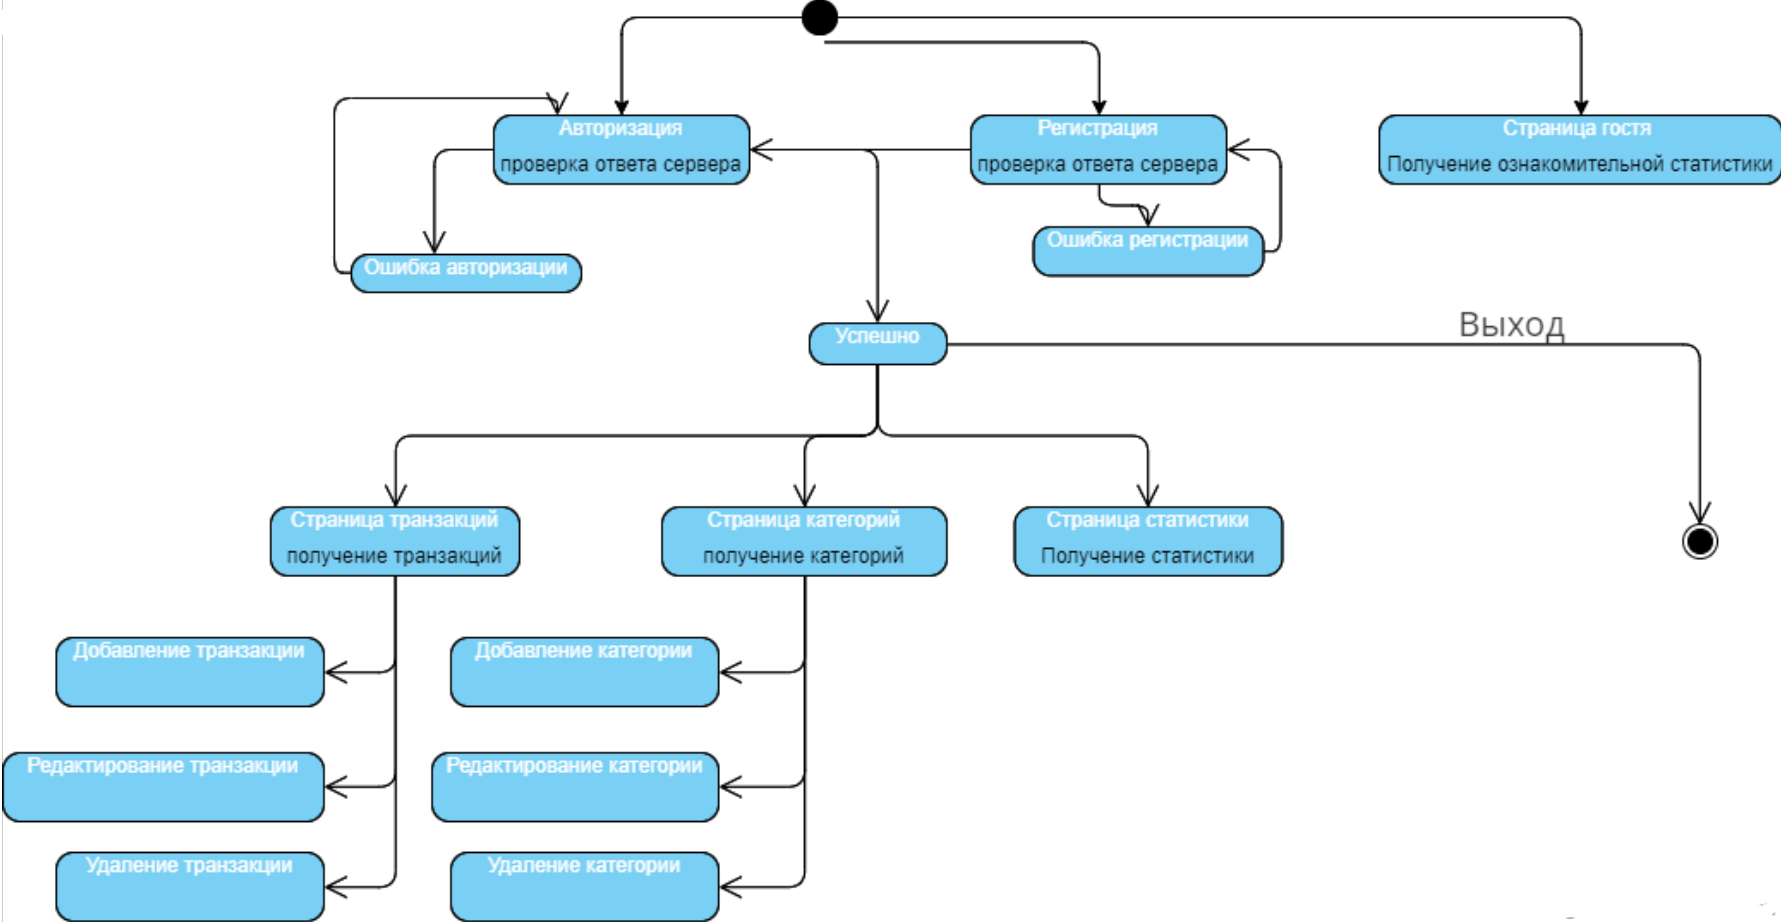 Авторизация
проверка ответа сервера
Регистрация
проверка ответа сервера
Страница гостя
Получение ознакомительной статистики
Ошибка регистрации
Ошибка авторизации
Успешно
Выход
Страница транзакций
получение транзакций
Страница категорий
получение категорий
Страница статистики
Получение статистики
Добавление транзакции
Добавление категории
Редактирование транзакции
Редактирование категории
Удаление транзакции
Удаление категории